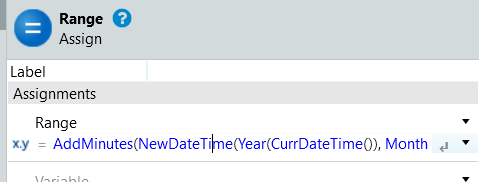 Range
Assign
Label
Assignments
Range
x.y = AddMinutes(NewDateTime(Year(CurrDateTime()), Month
Variable